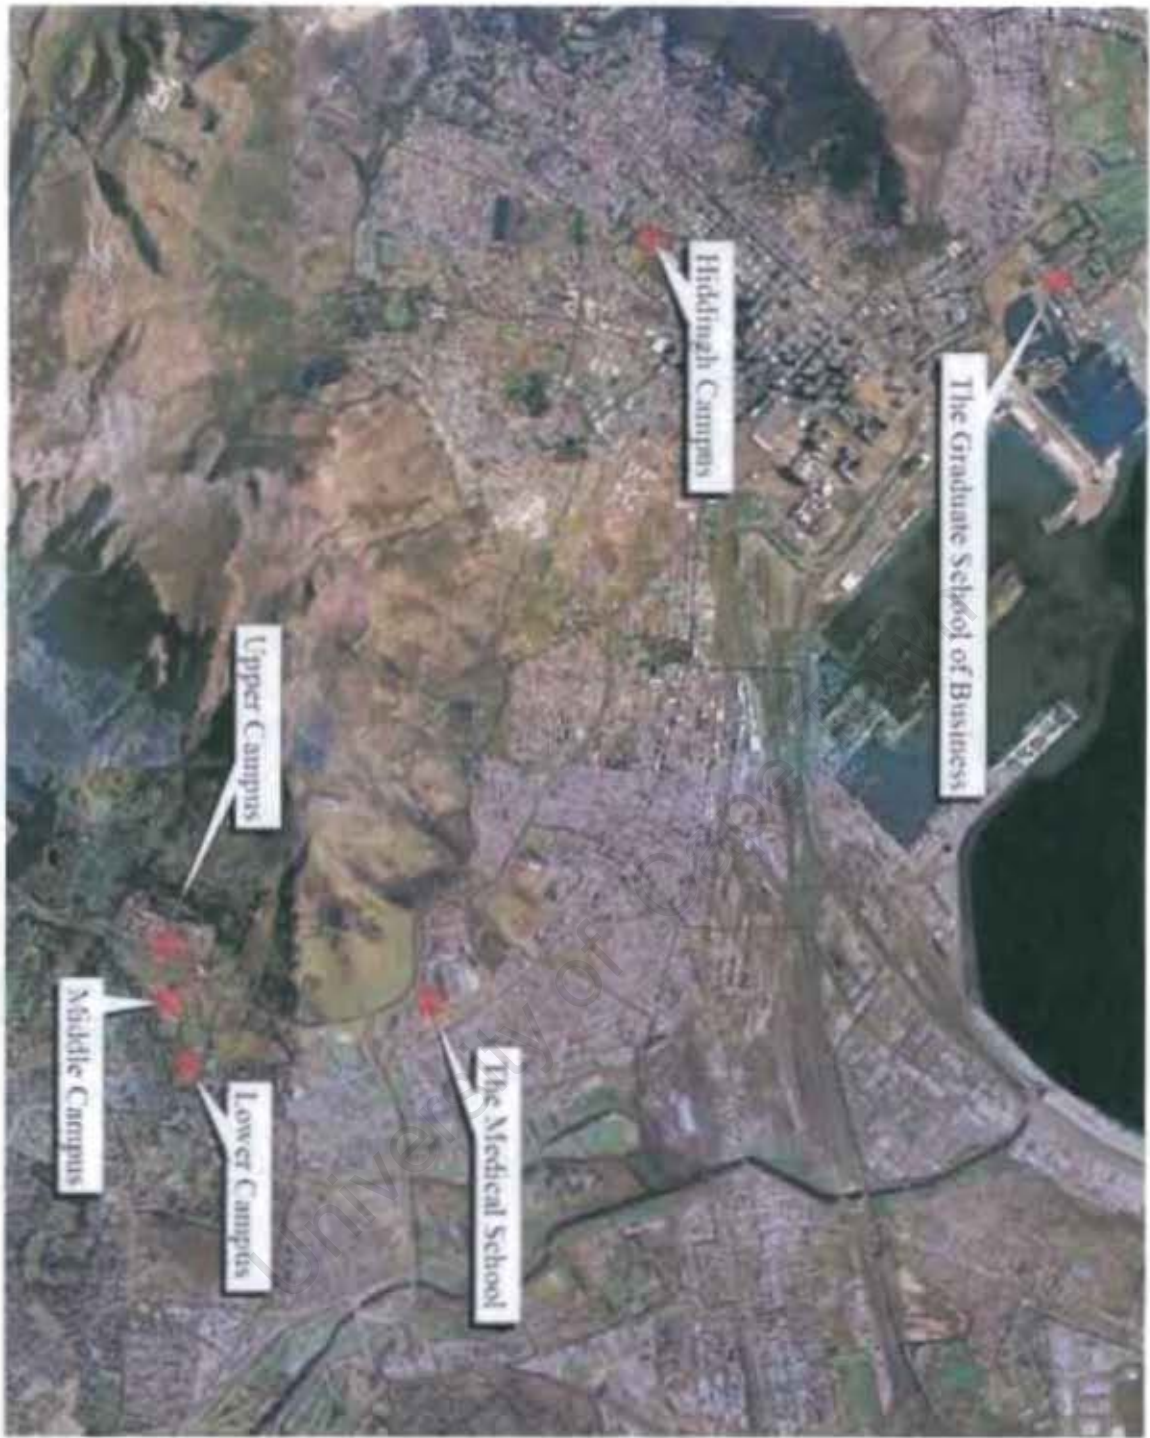 The Graduate School of Business
Hiddingh Campus
The Medical School
Upper Campus
Lower Campus
Middle Campus